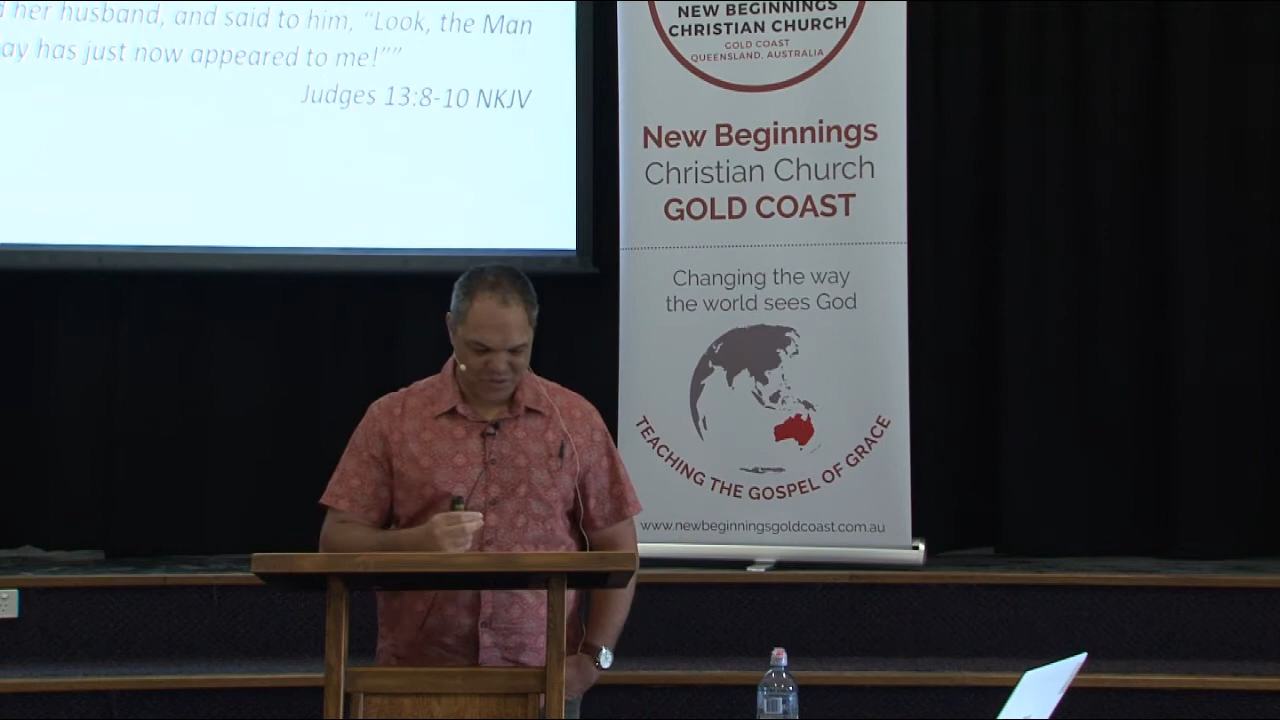 her husband, and said to him, “Look, the Man
ay has just now appeared to me!””
Judges 13:8-10 NKJV
NEW BEGINNINGS
CHRISTIAN CHURCH
GOLD COAST
QUEENSLAND, AUSTRALIA
New Beginnings
Christian Church
GOLD COAST
Changing the way
the world sees God
TEACHING THE GOSPEL OF GRACE
www.newbeginningsgoldcoast.com.au